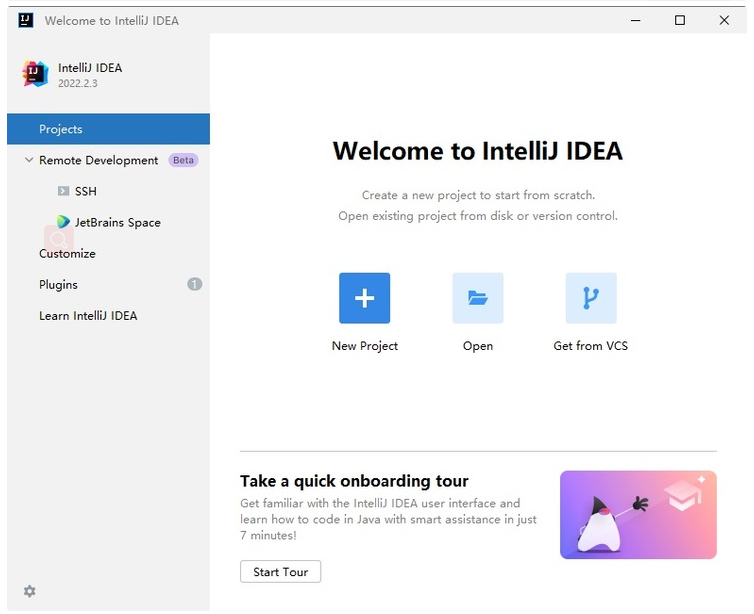 Welcome to IntelliJ IDEA
IntelliJ IDEA
2022.2.3
Projects
Remote Development Beta
SSH
JetBrains Space
Customize
Plugins 1
Learn IntelliJ IDEA
Welcome to IntelliJ IDEA
Create a new project to start from scratch.
Open existing project from disk or version control.
New Project Open Get from VCS
Take a quick onboarding tour
Get familiar with the IntelliJ IDEA user interface and
learn how to code in Java with smart assistance in just
7 minutes!
Start Tour